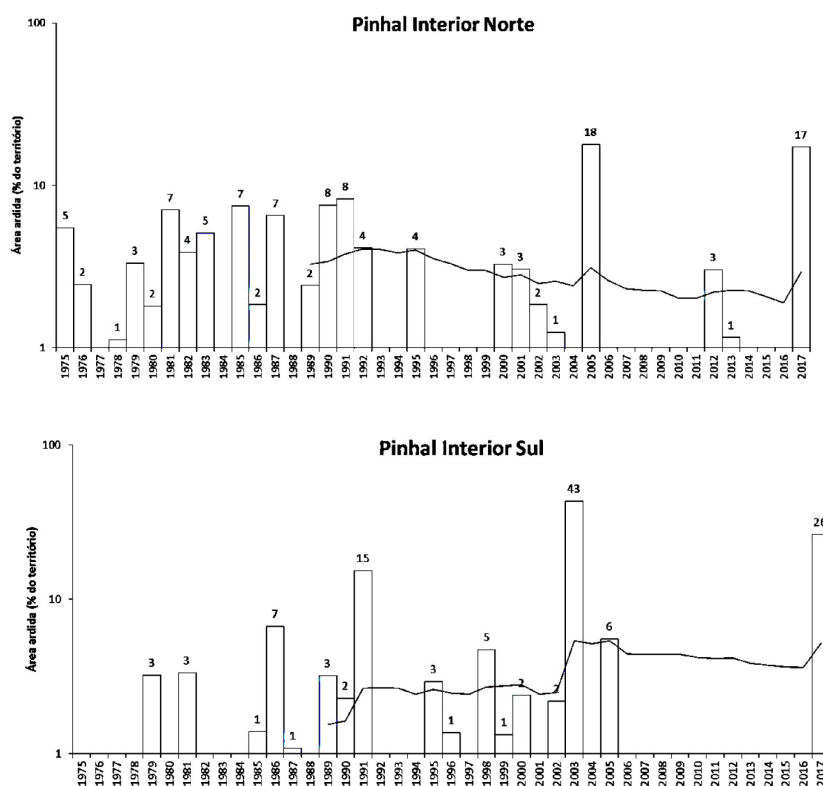 Pinhal Interior Norte
Área ardida (% do território)
100
10
1
5 2 1 3 2 7 4 5 7 2 7 2 8 8 4 4 3 3 2 1 18 3 1 17
1975 1976 1977 1978 1979 1980 1981 1982 1983 1984 1985 1986 1987 1988 1989 1990 1991 1992 1993 1994 1995 1996 1997 1998 1999 2000 2001 2002 2003 2004 2005 2006 2007 2008 2009 2010 2011 2012 2013 2014 2015 2016 2017
Pinhal Interior Sul
Área ardida (% do território)
100
10
1
3 3 1 7 1 3 2 15 3 1 5 1 2 2 43 6 26
1975 1976 1977 1978 1979 1980 1981 1982 1983 1984 1985 1986 1987 1988 1989 1990 1991 1992 1993 1994 1995 1996 1997 1998 1999 2000 2001 2002 2003 2004 2005 2006 2007 2008 2009 2010 2011 2012 2013 2014 2015 2016 2017